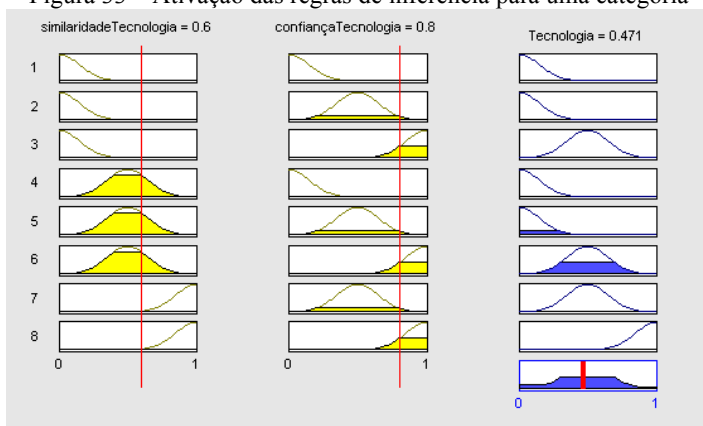 Figura 33 – Ativação das regras de inferência para uma categoria
similaridadeTecnologia = 0.6
confiançaTecnologia = 0.8
Tecnologia = 0.471
1
2
3
4
5
6
7
8
0 1
0 1
0 1